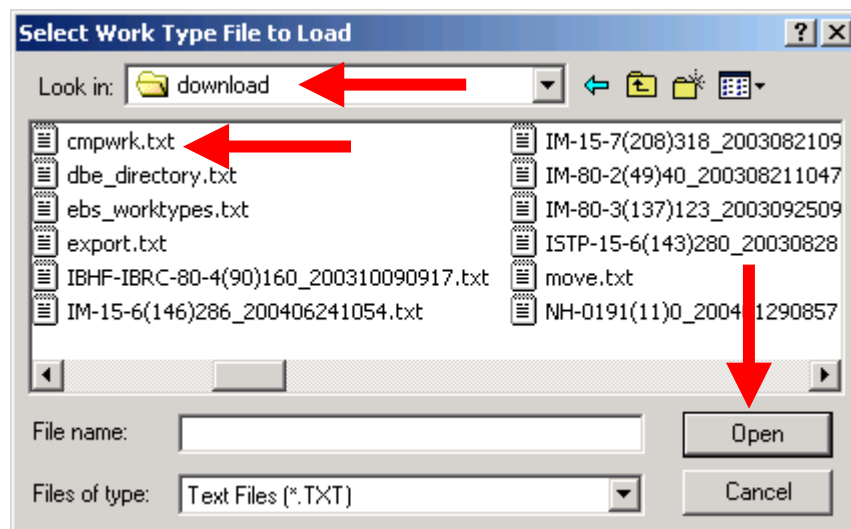 Select Work Type File to Load
Look in: download
cmpwrk.txt
dbe_directory.txt
ebs_worktypes.txt
export.txt
IBHF-IBRC-80-4(90)160_200310090917.txt
IM-15-6(146)286_200406241054.txt
IM-15-7(208)318_2003082109
IM-80-2(49)40_200308211047
IM-80-3(137)123_2003092509
ISTP-15-6(143)280_20030828
move.txt
NH-0191(11)0_200401290857
File name:
Open
Files of type: Text Files (*.TXT)
Cancel